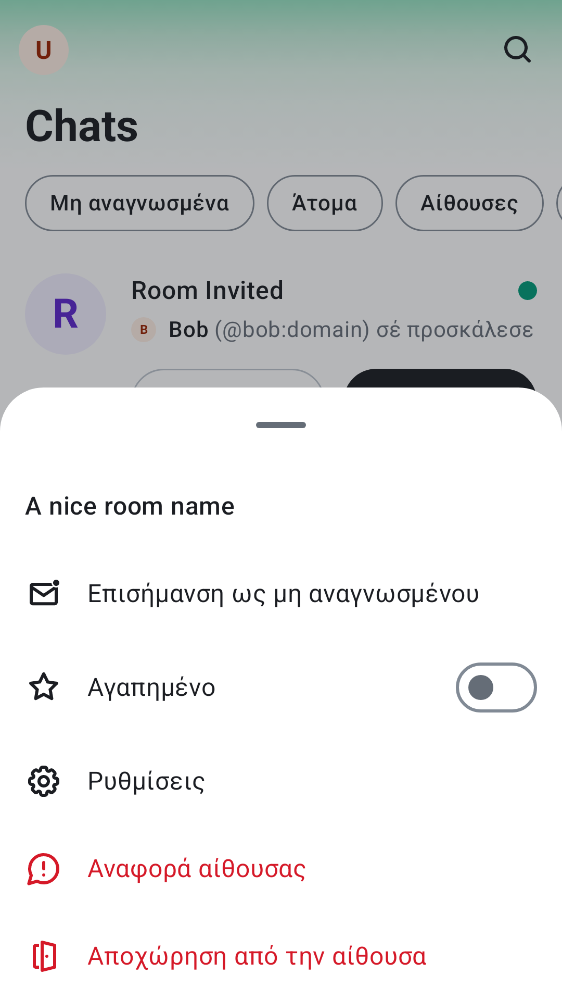 U
Chats
Μη αναγνωσμένα
Άτομα
Αίθουσες
R
Room Invited
B Bob (@bob:domain) σέ προσκάλεσε
A nice room name
Επισήμανση ως μη αναγνωσμένου
Αγαπημένο
Ρυθμίσεις
Αναφορά αίθουσας
Αποχώρηση από την αίθουσα